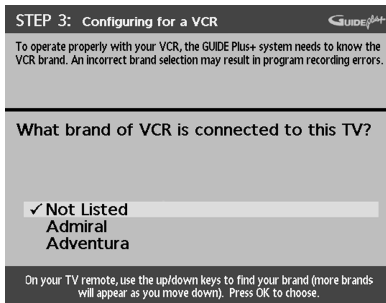 STEP 3: Configuring for a VCR GUIDE plus+
To operate properly with your VCR, the GUIDE Plus+ system needs to know the
VCR brand. An incorrect brand selection may result in program recording errors.
What brand of VCR is connected to this TV?
✓ Not Listed
Admiral
Adventura
On your TV remote, use the up/down keys to find your brand (more brands
will appear as you move down). Press OK to choose.